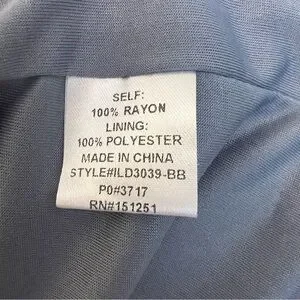 SELF:
100% RAYON
LINING:
100% POLYESTER
MADE IN CHINA
STYLE#ILD3039-BB
P0#3717
RN#151251